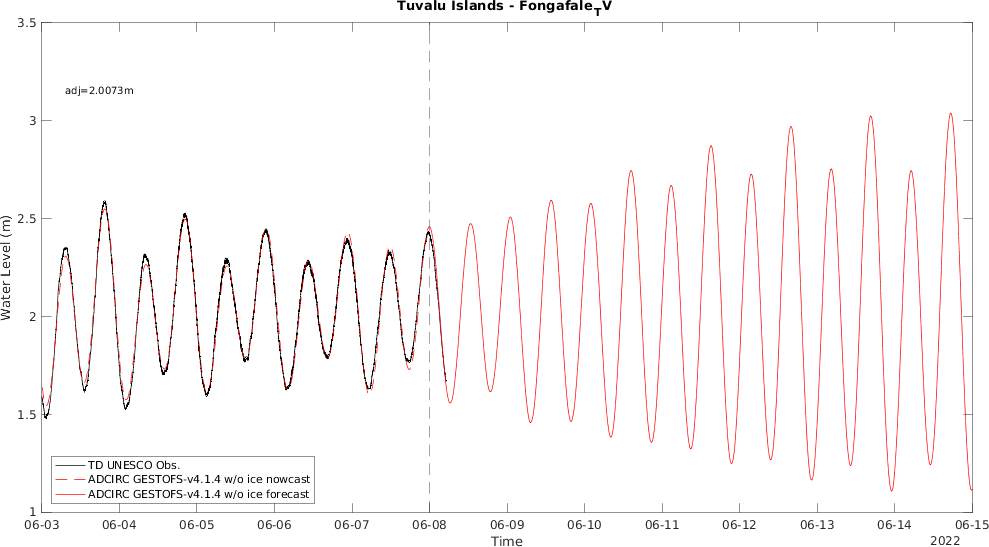 Tuvalu Islands - Fongafale_TV
adj=2.0073m
Water Level (m)
3.5
3
2.5
2
1.5
1
TD UNESCO Obs.
ADCIRC GESTOFS-v4.1.4 w/o ice nowcast
ADCIRC GESTOFS-v4.1.4 w/o ice forecast
06-03 06-04 06-05 06-06 06-07 06-08 06-09 06-10 06-11 06-12 06-13 06-14 06-15
Time
2022